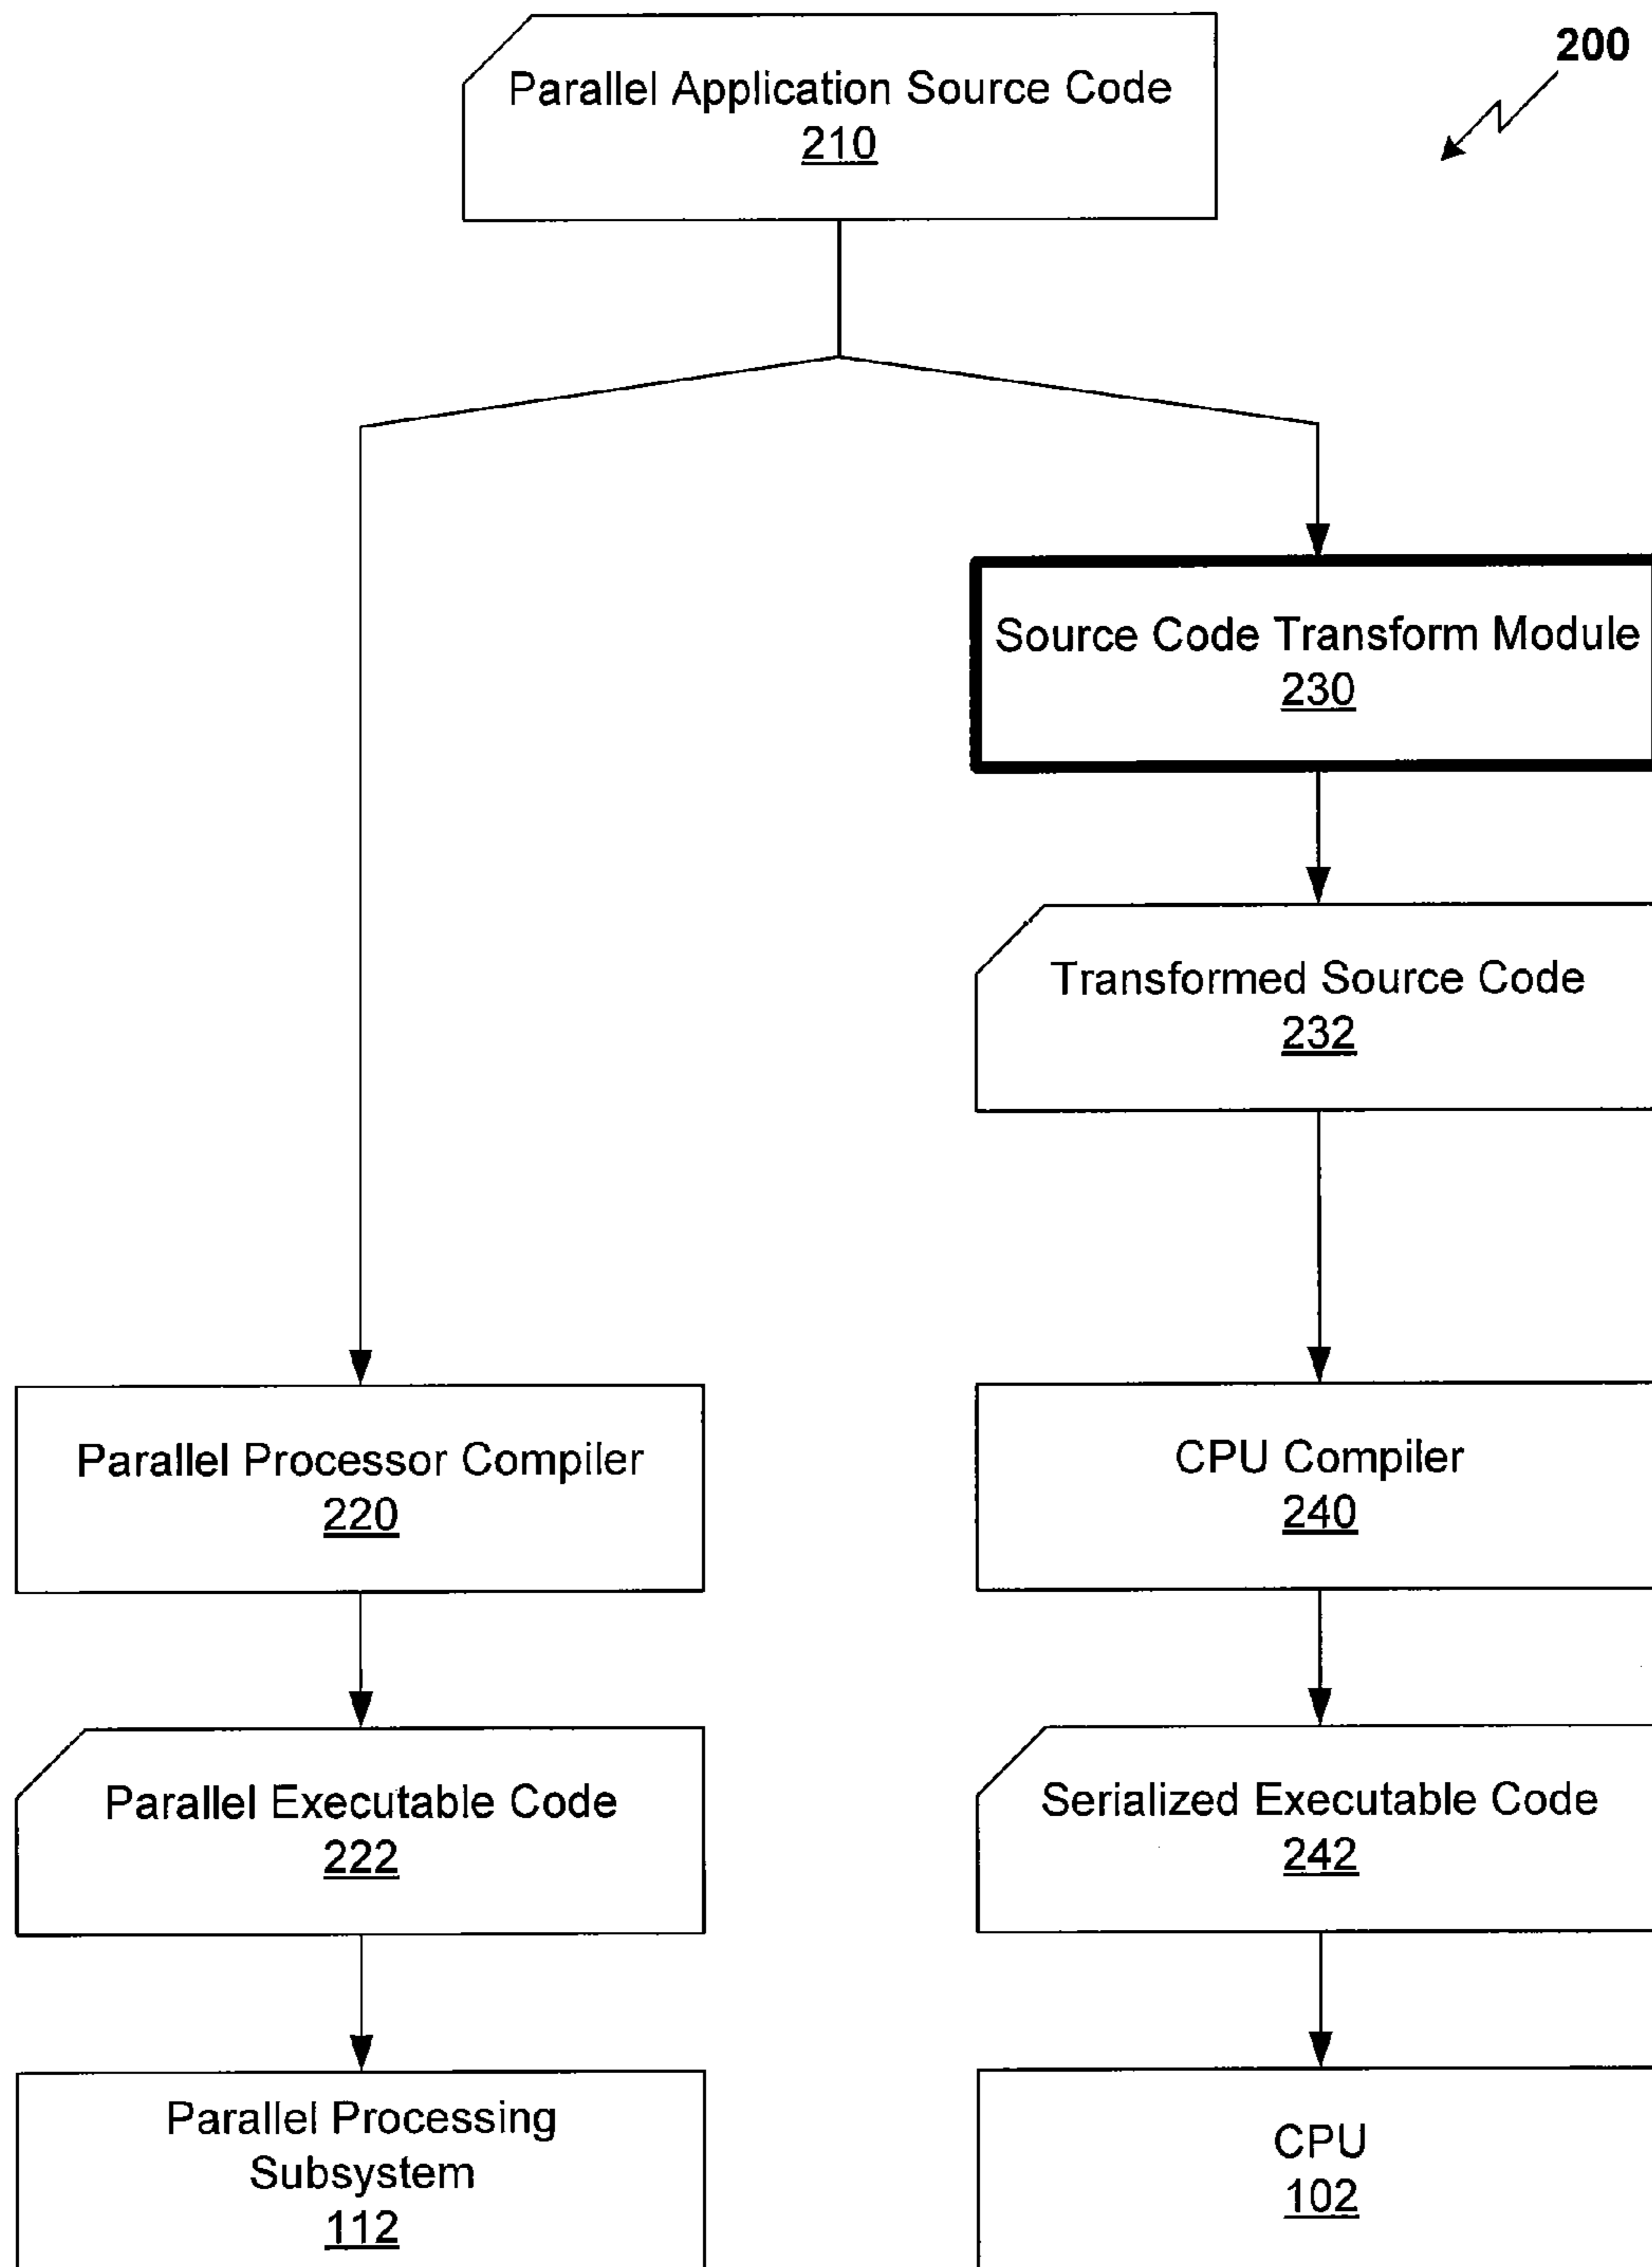 Parallel Application Source Code
210
200
Source Code Transform Module
230
Transformed Source Code
232
Parallel Processor Compiler
220
CPU Compiler
240
Parallel Executable Code
222
Serialized Executable Code
242
Parallel Processing
Subsystem
112
CPU
102